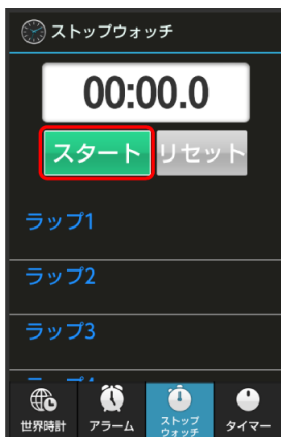 ストップウォッチ
00:00.0
スタート リセット
ラップ1
ラップ2
ラップ3
世界時計 アラーム ストップ
ウォッチ タイマー